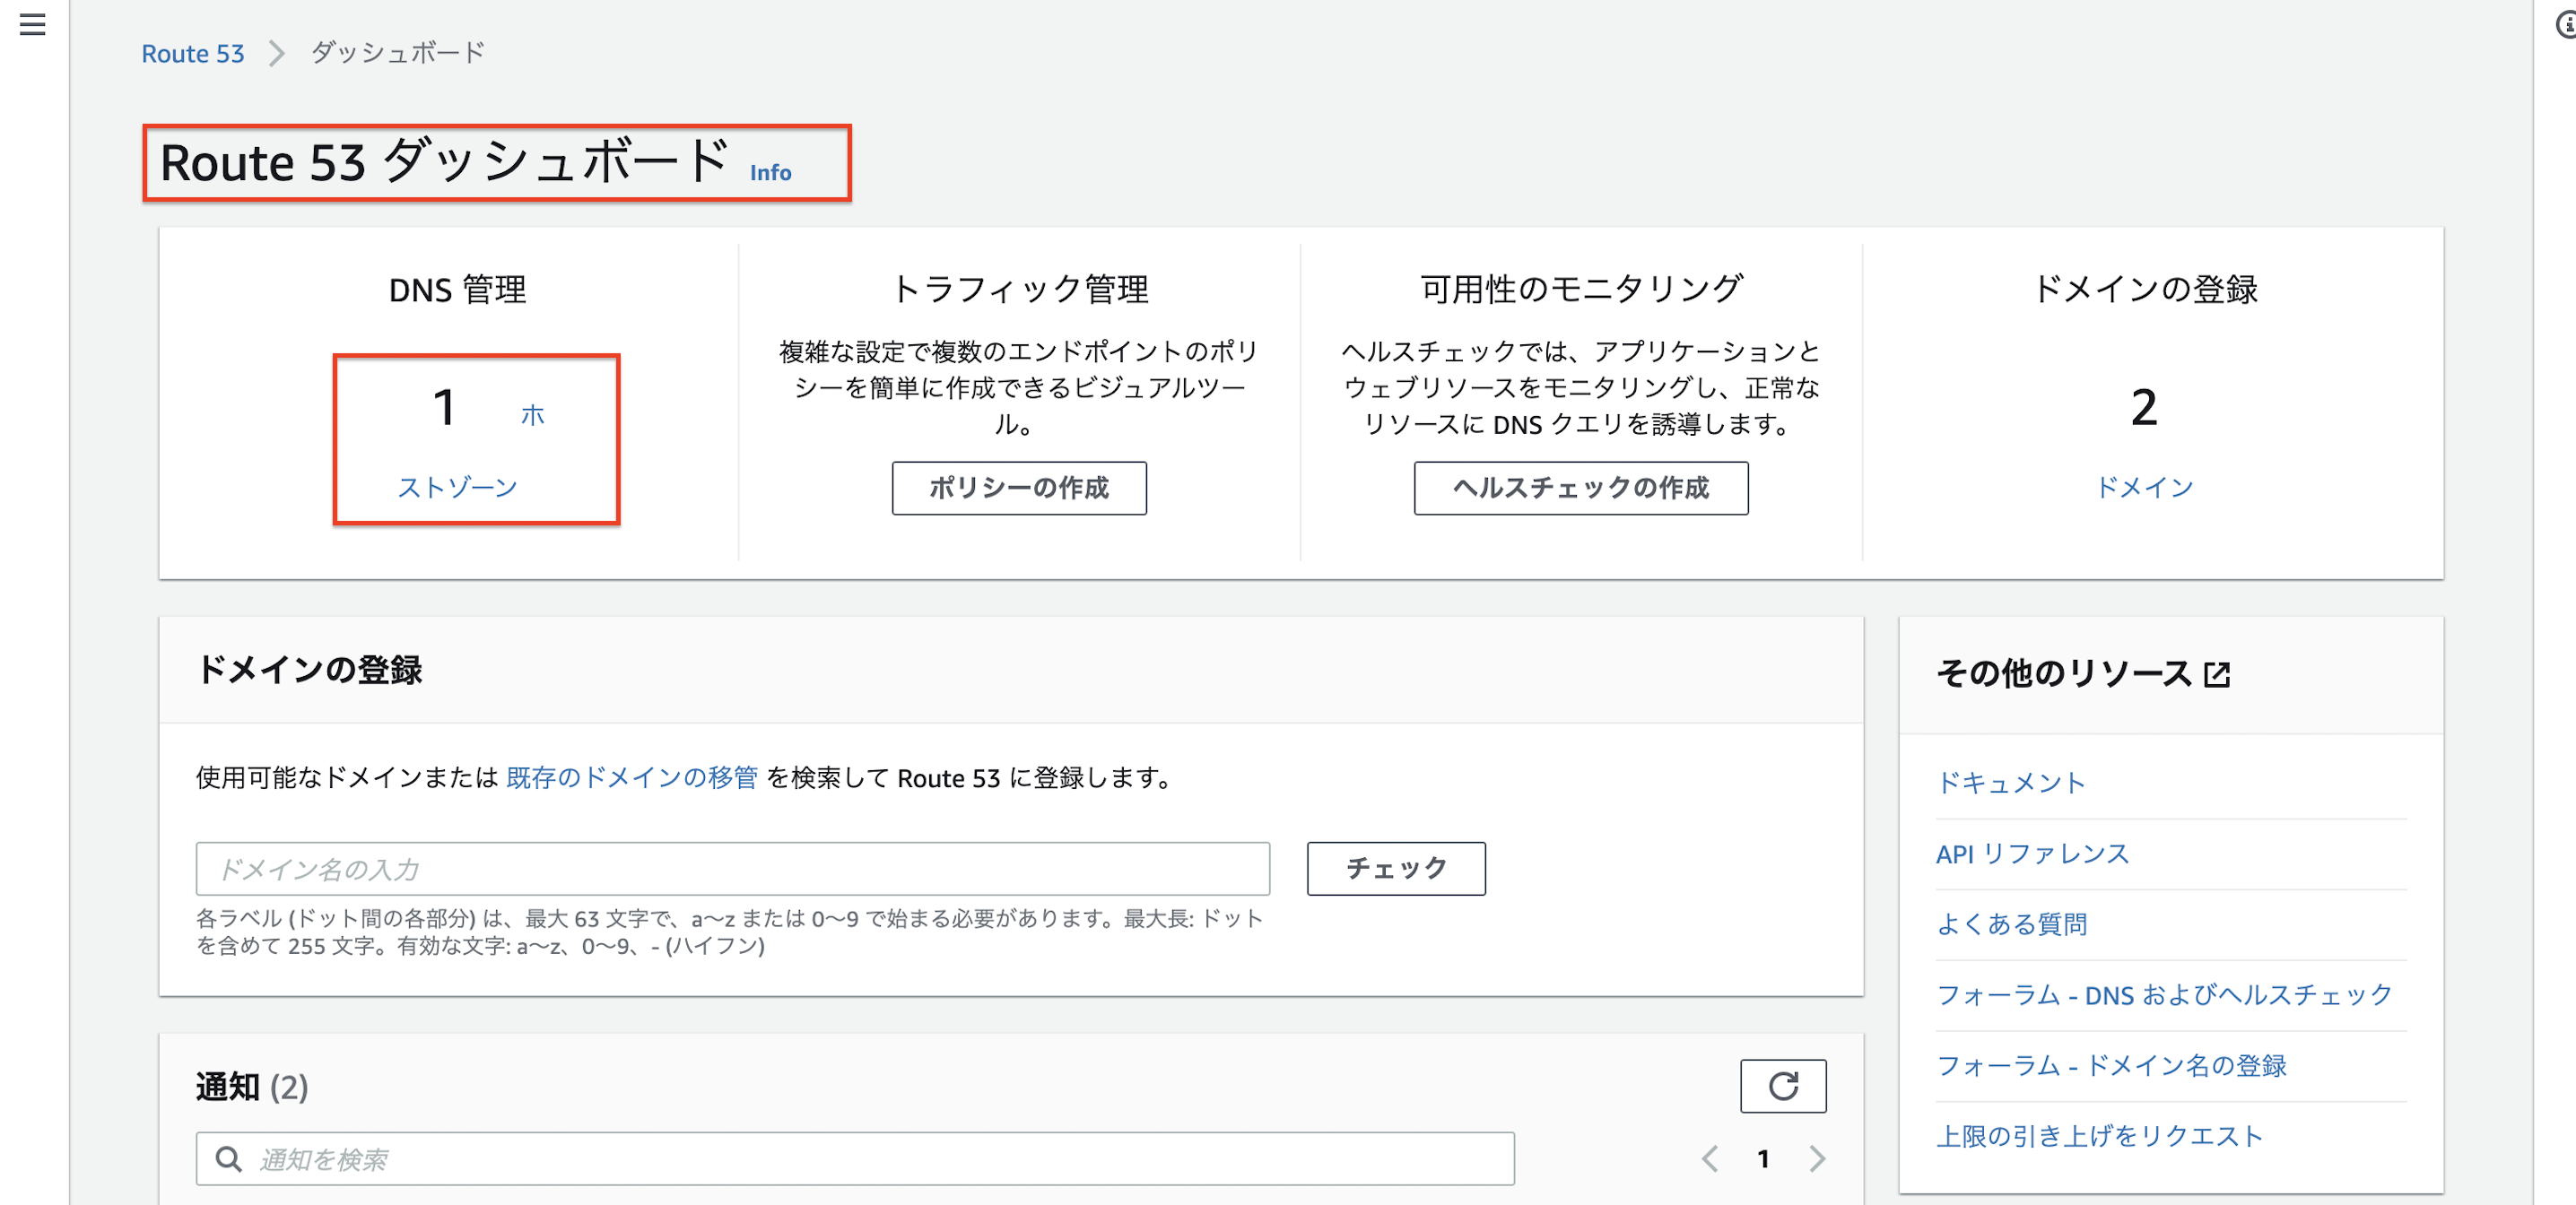 Route 53 > ダッシュボード
Route 53 ダッシュボード Info
DNS 管理
1 ホ
ストゾーン
トラフィック管理
複雑な設定で複数のエンドポイントのポリ
シーを簡単に作成できるビジュアルツー
ル。
ポリシーの作成
可用性のモニタリング
ヘルスチェックでは、アプリケーションと
ウェブリソースをモニタリングし、正常な
リソースに DNS クエリを誘導します。
ヘルスチェックの作成
ドメインの登録
2
ドメイン
ドメインの登録
使用可能なドメインまたは 既存のドメインの移管 を検索して Route 53 に登録します。
ドメイン名の入力
チェック
各ラベル (ドット間の各部分) は、最大 63 文字で、a〜z または 0〜9 で始まる必要があります。最大長: ドット
を含めて 255 文字。有効な文字: a〜z、0〜9、- (ハイフン)
通知 (2)
通知を検索
1
その他のリソース
ドキュメント
API リファレンス
よくある質問
フォーラム - DNS およびヘルスチェック
フォーラム - ドメイン名の登録
上限の引き上げをリクエスト